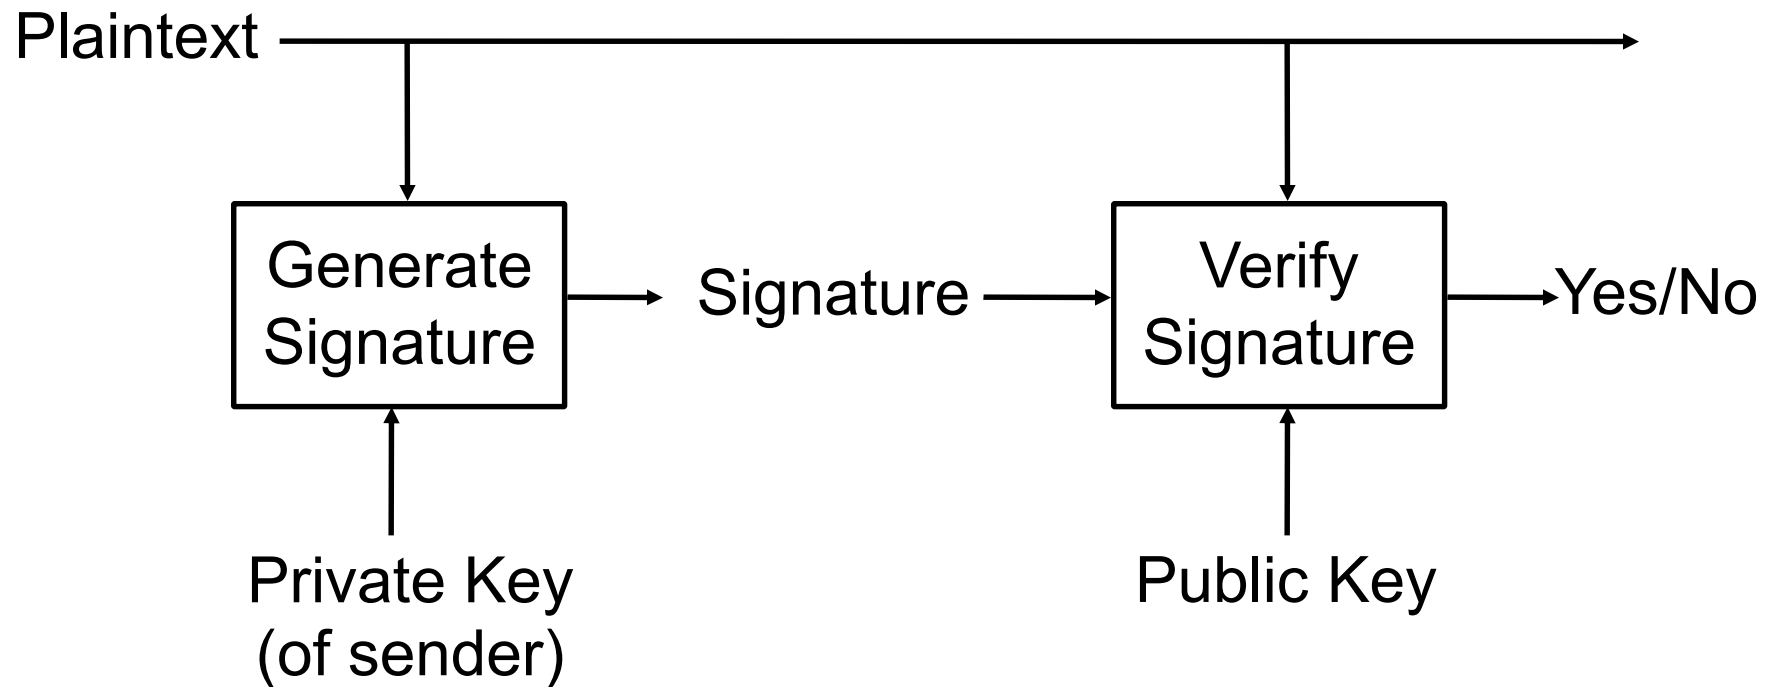 Plaintext
Generate
Signature
Signature
Verify
Signature
Yes/No
Private Key
(of sender)
Public Key